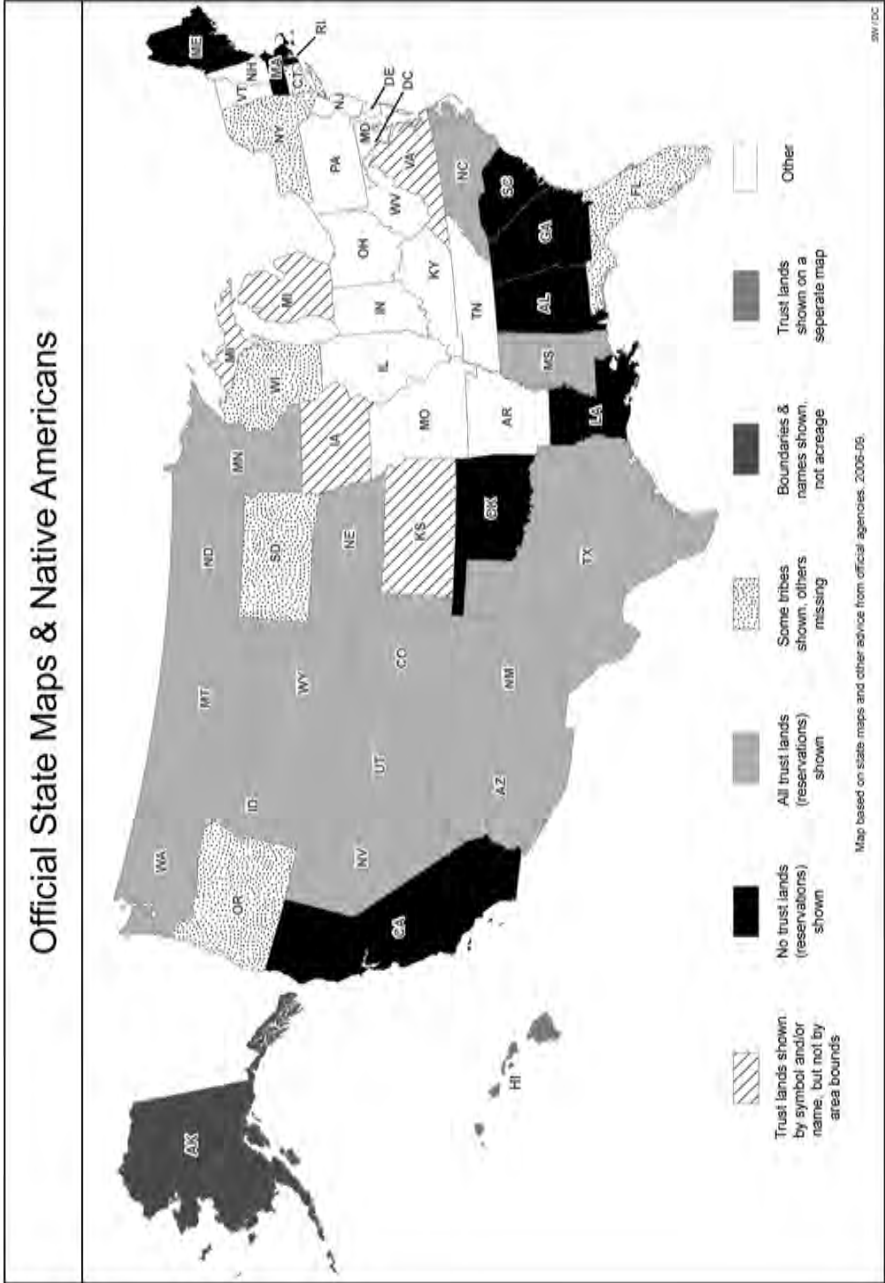 Official State Maps & Native Americans
WA
OR
CA
ID
NV
MT
WY
UT
AZ
CO
NM
ND
SD
NE
KS
OK
TX
MN
IA
MO
AR
LA
WI
IL
MI
MI
IN
OH
KY
TN
MS
AL
GA
FL
SC
NC
VA
WV
PA
NY
VT
NH
ME
MA
CT
RI
NJ
DE
MD
DC
AK
HI
Trust lands shown
by symbol and/or
name, but not by
area bounds
No trust lands
(reservations)
shown
All trust lands
(reservations)
shown
Some tribes
shown, others
missing
Boundaries &
names shown,
not acreage
Trust lands
shown on a
seperate map
Other
Map based on state maps and other advice from official agencies, 2006-09.